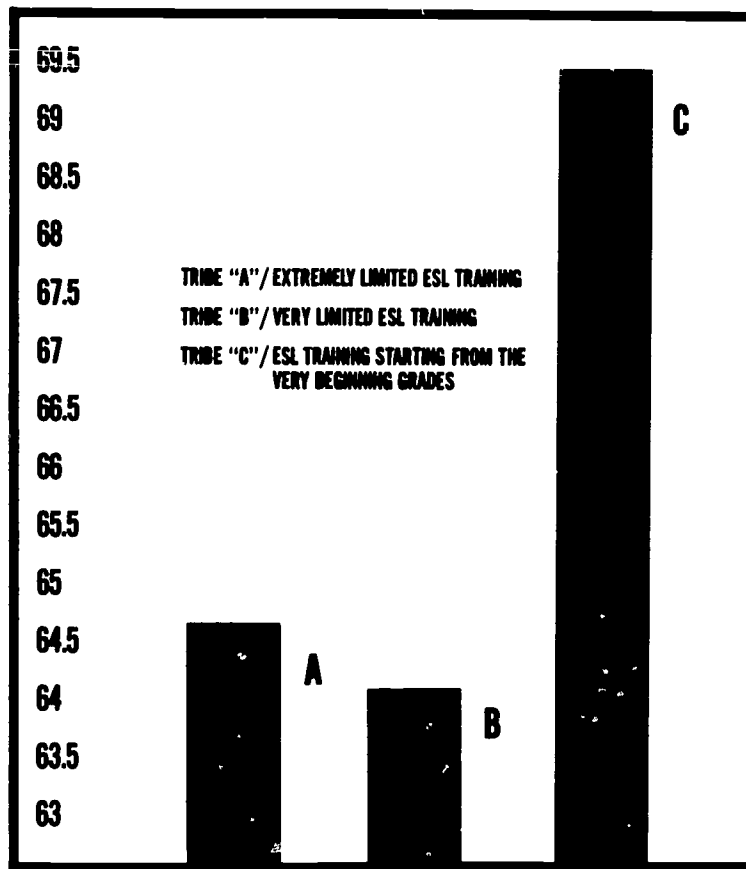 69.5
69
C
68.5
68
TRIBE "A"/ EXTREMELY LIMITED ESL TRAINING
67.5
TRIBE "B"/ VERY LIMITED ESL TRAINING
67
TRIBE "C"/ ESL TRAINING STARTING FROM THE
VERY BEGINNING GRADES
66.5
66
65.5
65
64.5
A
64
B
63.5
63